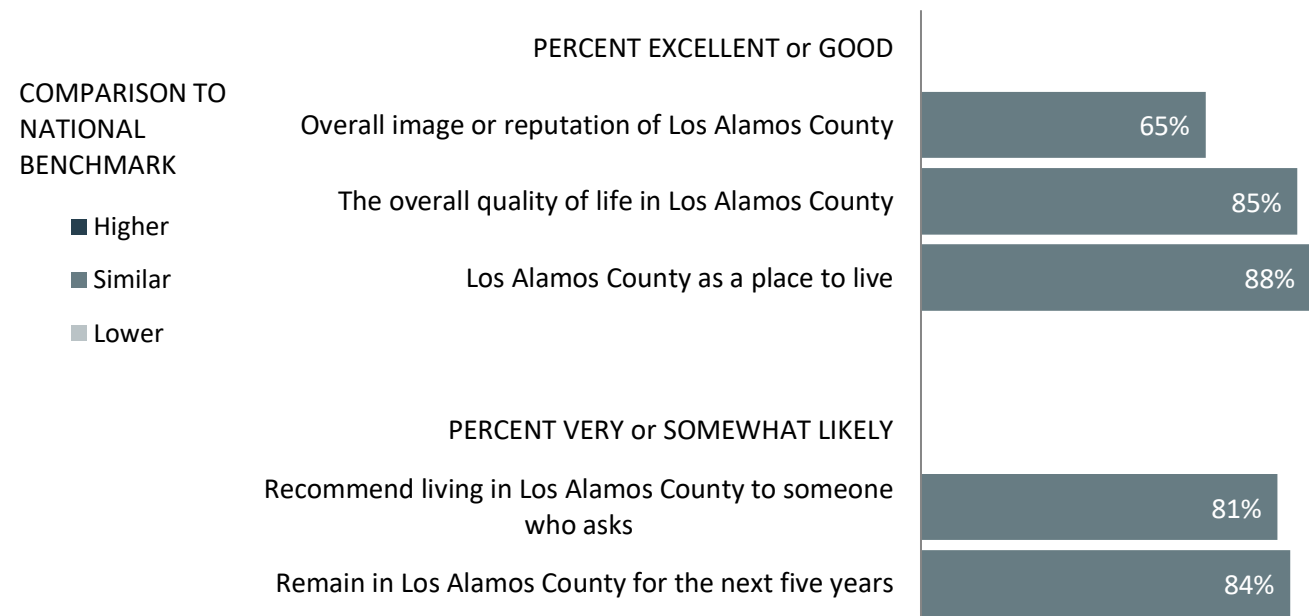 COMPARISON TO
NATIONAL
BENCHMARK
Higher
Similar
Lower
PERCENT EXCELLENT or GOOD
Overall image or reputation of Los Alamos County 65%
The overall quality of life in Los Alamos County 85%
Los Alamos County as a place to live 88%
PERCENT VERY or SOMEWHAT LIKELY
Recommend living in Los Alamos County to someone
who asks 81%
Remain in Los Alamos County for the next five years 84%